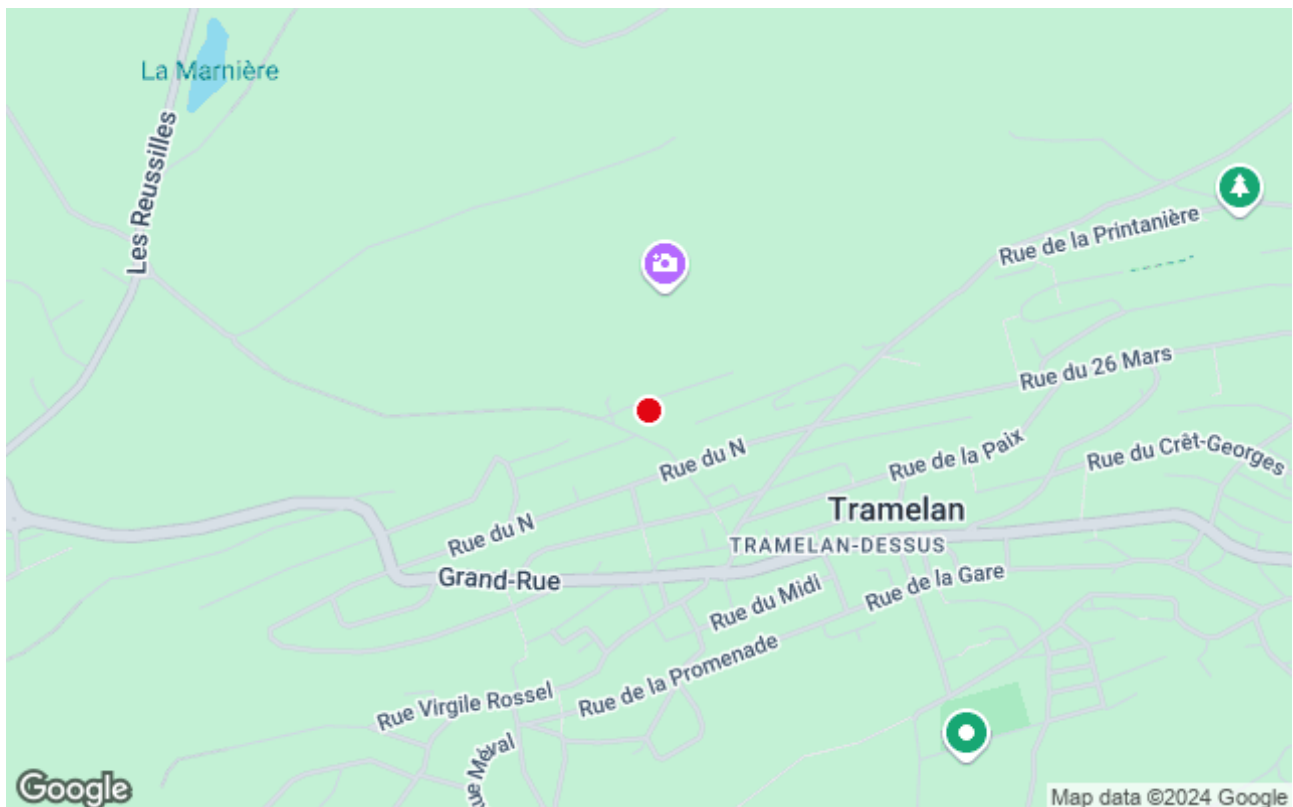 La Marnière
Les Reussilles
Rue de la Printanière
Rue du 26 Mars
Rue du N
Rue de la Paix
Rue du Crêt-Georges
Tramelan
TRAMELAN-DESSUS
Rue du N
Grand-Rue
Rue du Midi
Rue de la Gare
Rue de la Promenade
Rue Virgile Rossel
ue Méval
Google
Map data ©2024 Google